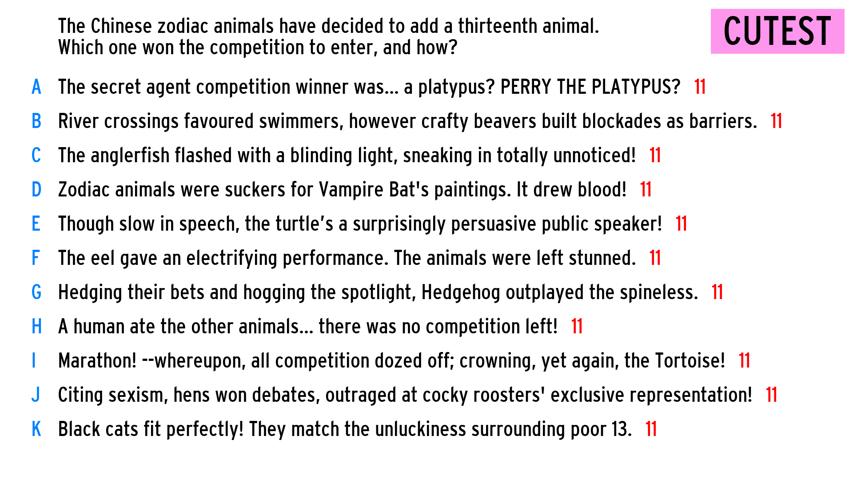 The Chinese zodiac animals have decided to add a thirteenth animal.
Which one won the competition to enter, and how?
CUTEST
A The secret agent competition winner was... a platypus? PERRY THE PLATYPUS? 11
B River crossings favoured swimmers, however crafty beavers built blockades as barriers. 11
C The anglerfish flashed with a blinding light, sneaking in totally unnoticed! 11
D Zodiac animals were suckers for Vampire Bat's paintings. It drew blood! 11
E Though slow in speech, the turtle’s a surprisingly persuasive public speaker! 11
F The eel gave an electrifying performance. The animals were left stunned. 11
G Hedging their bets and hogging the spotlight, Hedgehog outplayed the spineless. 11
H A human ate the other animals... there was no competition left! 11
I Marathon! --whereupon, all competition dozed off; crowning, yet again, the Tortoise! 11
J Citing sexism, hens won debates, outraged at cocky roosters' exclusive representation! 11
K Black cats fit perfectly! They match the unluckiness surrounding poor 13. 11